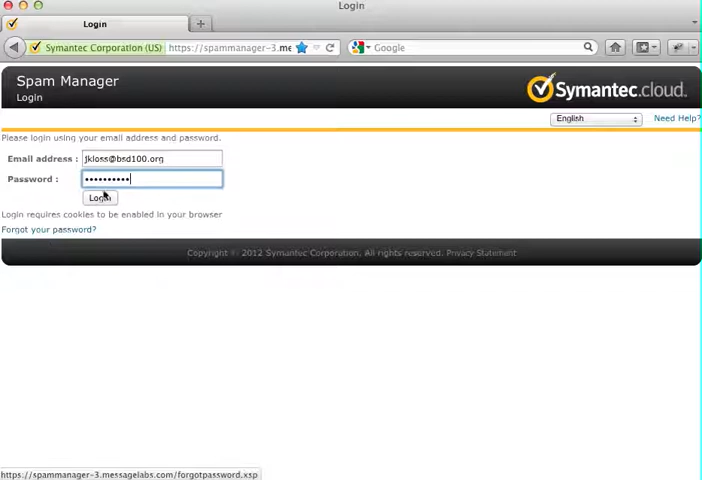 Login
Login
Symantec Corporation (US) https://spammanager-3.me Google
Spam Manager
Login
Symantec.cloud.
English Need Help?
Please login using your email address and password.
Email address : jkloss@bsd100.org
Password : ••••••••••
Login
Login requires cookies to be enabled in your browser
Forgot your password?
Copyright © 2012 Symantec Corporation. All rights reserved. Privacy Statement
https://spammanager-3.messagelabs.com/forgotpassword.xsp